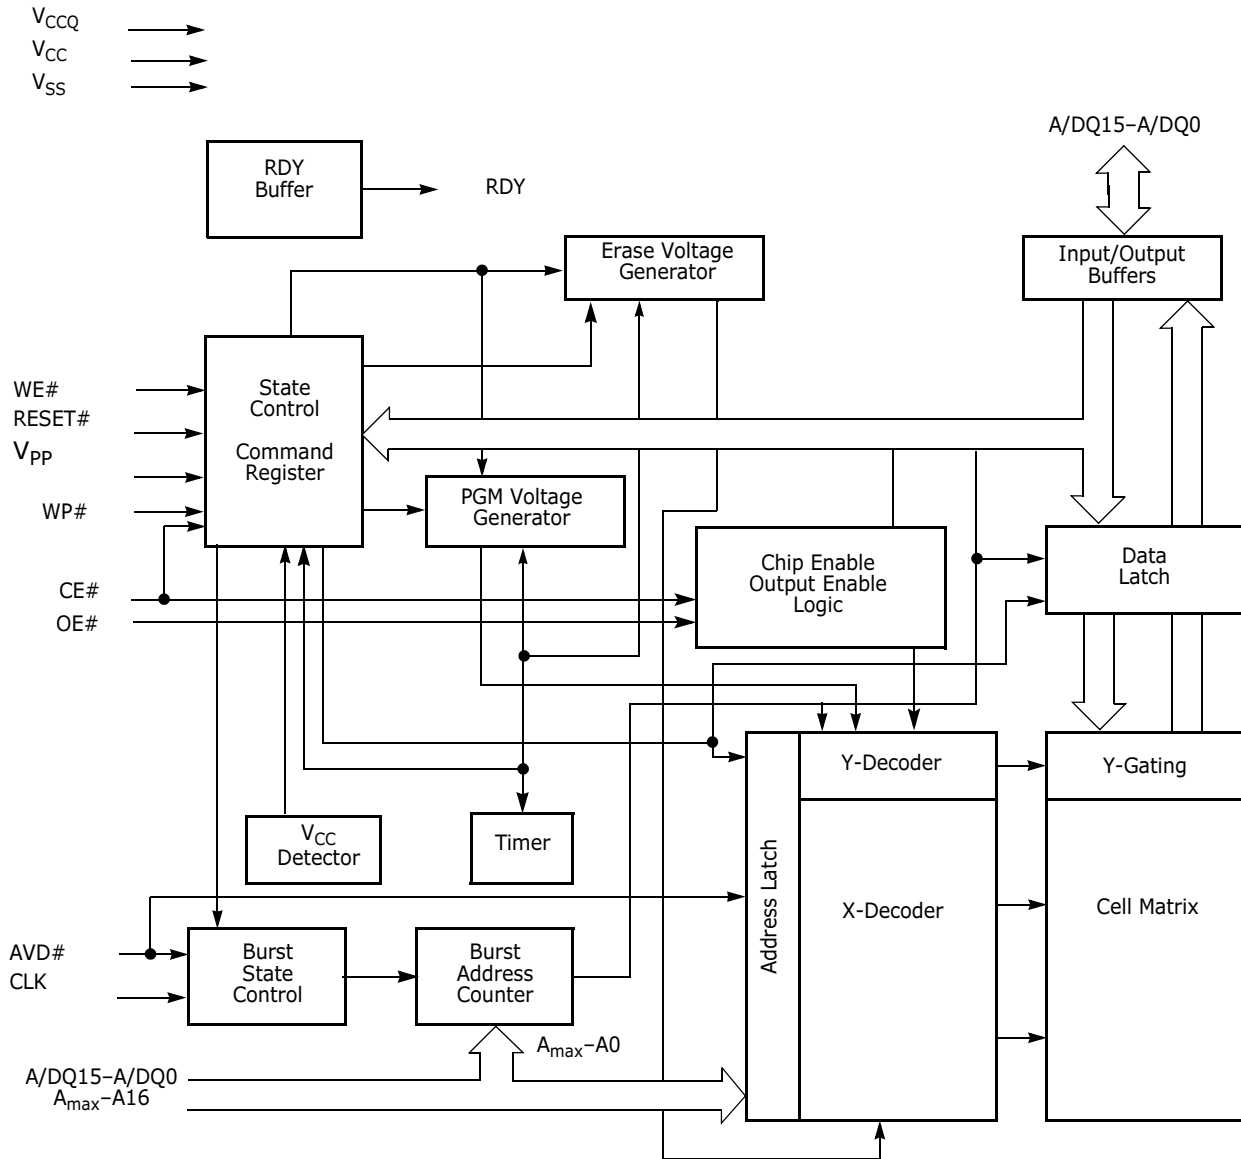 VCCQ
VCC
VSS
A/DQ15–A/DQ0
RDY
Buffer
RDY
Erase Voltage
Generator
Input/Output
Buffers
WE#
RESET#
VPP
WP#
CE#
OE#
State
Control
Command
Register
PGM Voltage
Generator
Chip Enable
Output Enable
Logic
Data
Latch
VCC
Detector
Timer
Address Latch
Y-Decoder
X-Decoder
Y-Gating
Cell Matrix
AVD#
CLK
Burst
State
Control
Burst
Address
Counter
Amax–A0
A/DQ15–A/DQ0
Amax–A16